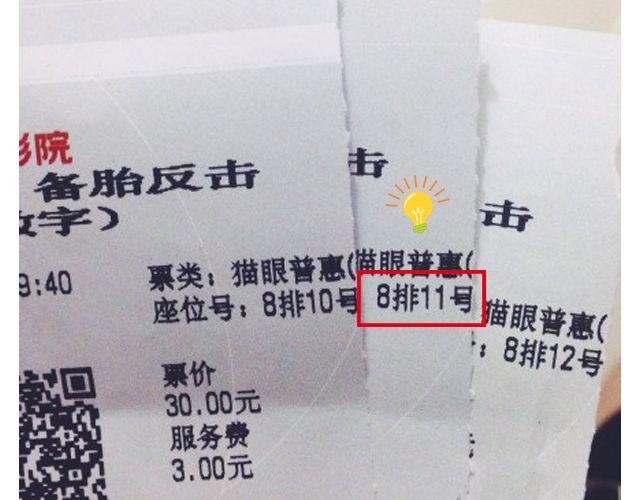 影院
备胎反击
数字）
9:40
票类：猫眼普惠(
座位号：8排10号
票价
30.00元
服务费
3.00元
击
猫眼普惠(
8排11号
击
猫眼普惠(
：8排12号